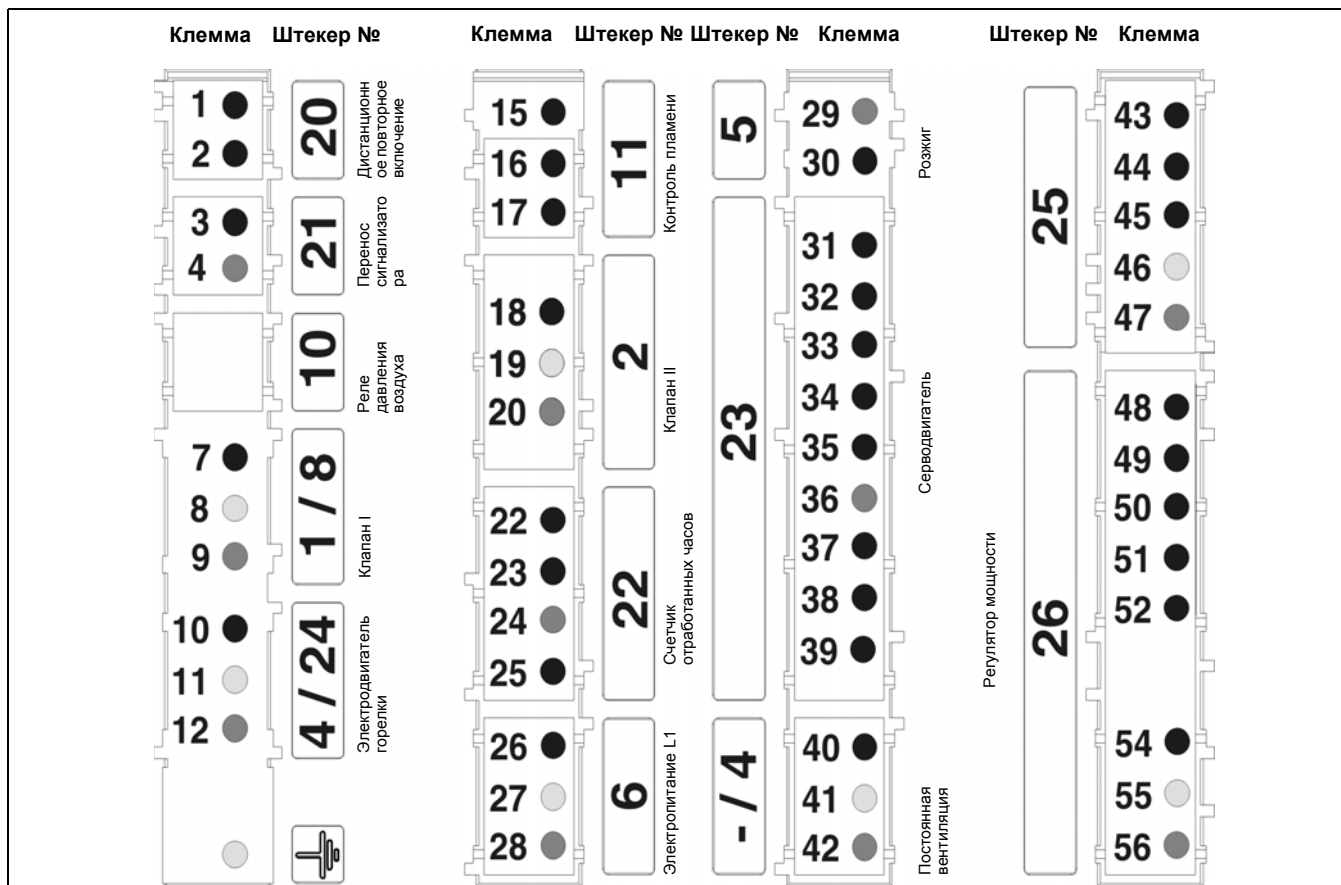 Клемма Штекер № Клемма Штекер № Штекер № Клемма Штекер № Клемма
1
2
20
Дистанционн
ое повторное
включение
3
4
21
Перенос
сигнализато
ра
10
Реле
давления
воздуха
7
8
9
1 / 8
Клапан I
10
11
12
4 / 24
Электродвигатель
горелки
15
16
17
11
Контроль пламени
18
19
20
2
Клапан II
22
23
24
25
22
Счетчик
отработанных часов
26
27
28
6
Электропитание L1
5
29
30
Розжиг
23
31
32
33
34
35
36
37
38
39
Серводвигатель
- / 4
40
41
42
Постоянная
вентиляция
25
43
44
45
46
47
Регулятор мощности
26
48
49
50
51
52
54
55
56